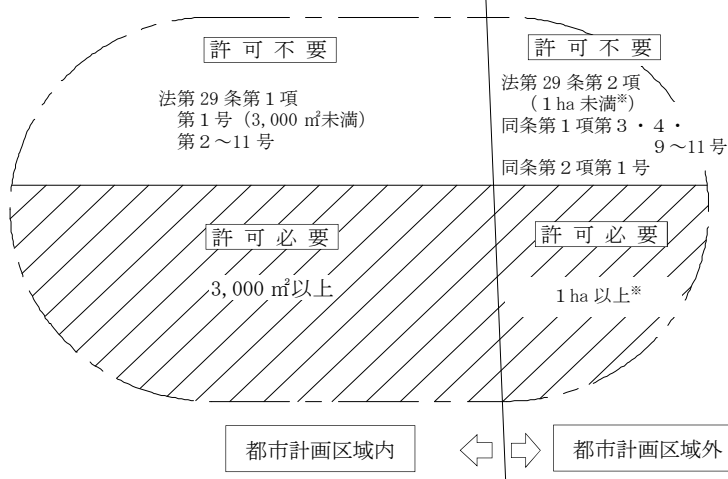 許可不要
法第29条第1項
第1号（3,000㎡未満）
第2～11号
許可不要
法第29条第2項
（1ha未満※）
同条第1項第3・4・
9～11号
同条第2項第1号
許可必要
3,000㎡以上
許可必要
1ha以上※
都市計画区域内
都市計画区域外